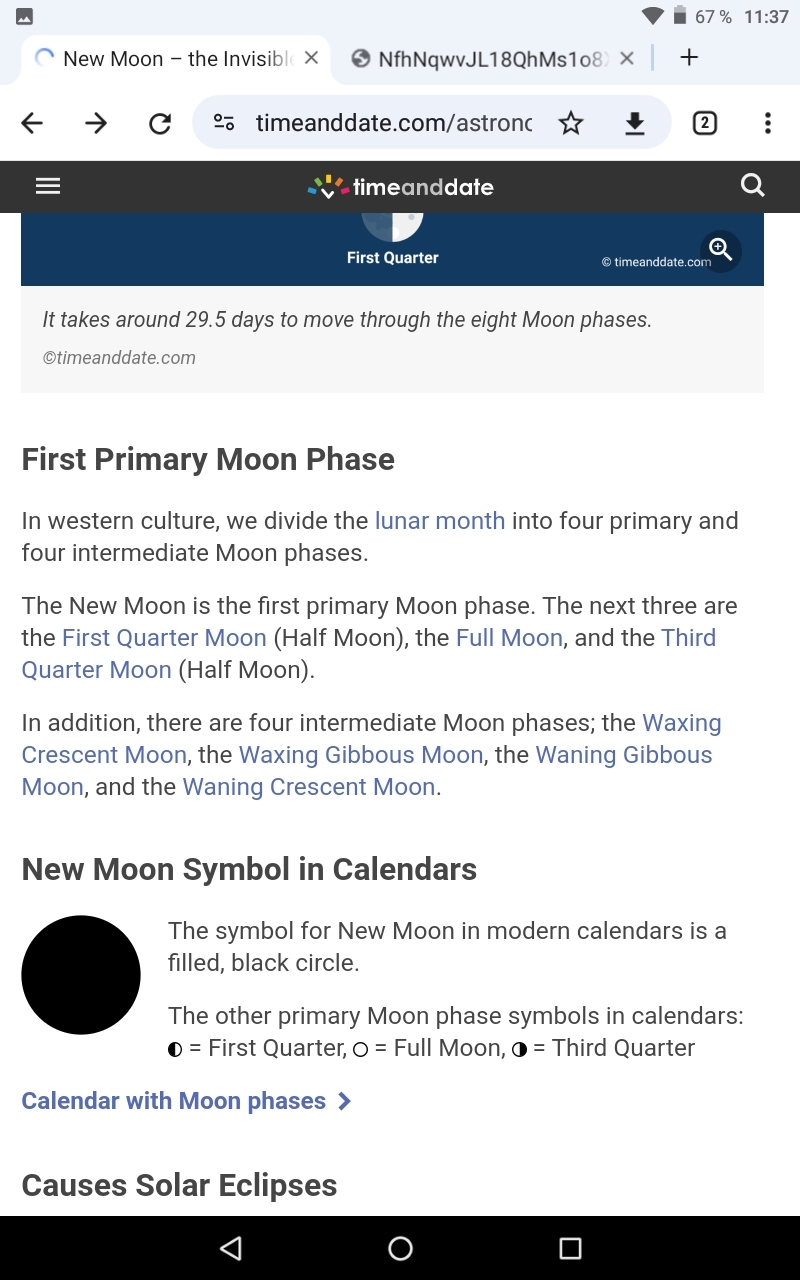 67 % 11:37
New Moon – the Invisibl
NfhNqwvJL18QhMs1o8
timeanddate.com/astron
2
timeanddate
First Quarter
© timeanddate.com
It takes around 29.5 days to move through the eight Moon phases.
©timeanddate.com
First Primary Moon Phase
In western culture, we divide the lunar month into four primary and
four intermediate Moon phases.
The New Moon is the first primary Moon phase. The next three are
the First Quarter Moon (Half Moon), the Full Moon, and the Third
Quarter Moon (Half Moon).
In addition, there are four intermediate Moon phases; the Waxing
Crescent Moon, the Waxing Gibbous Moon, the Waning Gibbous
Moon, and the Waning Crescent Moon.
New Moon Symbol in Calendars
The symbol for New Moon in modern calendars is a
filled, black circle.
The other primary Moon phase symbols in calendars:
◐ = First Quarter, ○ = Full Moon, ◑ = Third Quarter
Calendar with Moon phases
Causes Solar Eclipses